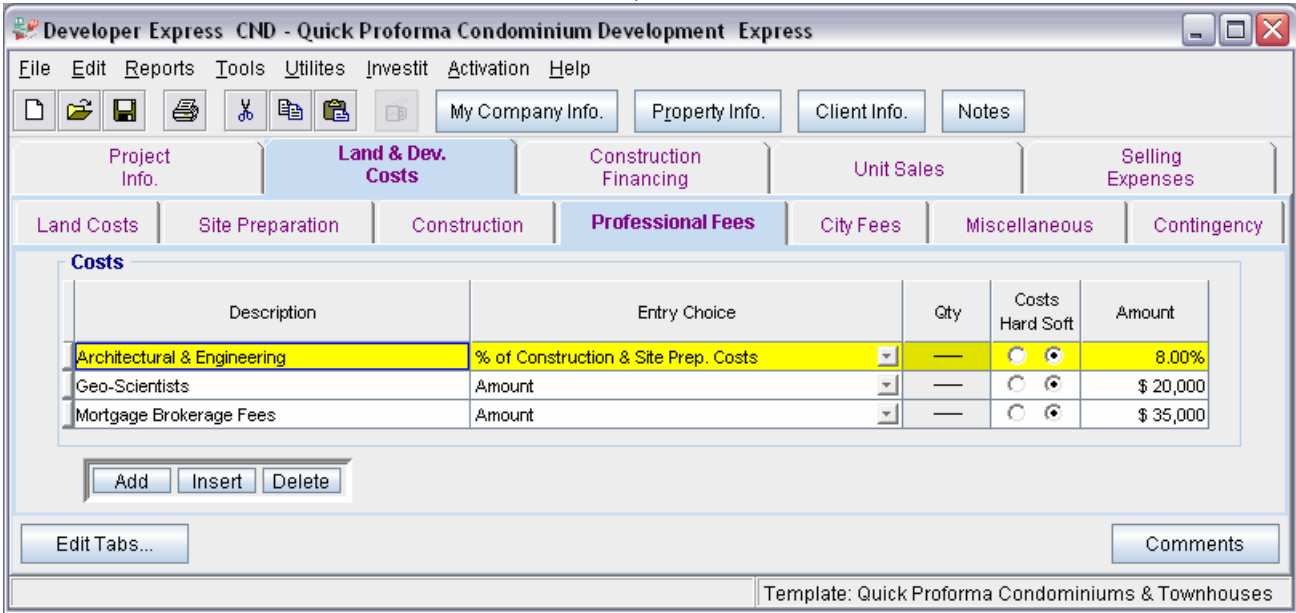 Developer Express CND - Quick Proforma Condominium Development Express
File Edit Reports Tools Utilites Investit Activation Help
My Company Info. Property Info. Client Info. Notes
Project Info. Land & Dev. Costs Construction Financing Unit Sales Selling Expenses
Land Costs Site Preparation Construction Professional Fees City Fees Miscellaneous Contingency
Costs
Description Entry Choice Qty Costs Hard Soft Amount
Architectural & Engineering % of Construction & Site Prep. Costs — 8.00%
Geo-Scientists Amount — $ 20,000
Mortgage Brokerage Fees Amount — $ 35,000
Add Insert Delete
Edit Tabs... Comments
Template: Quick Proforma Condominiums & Townhouses